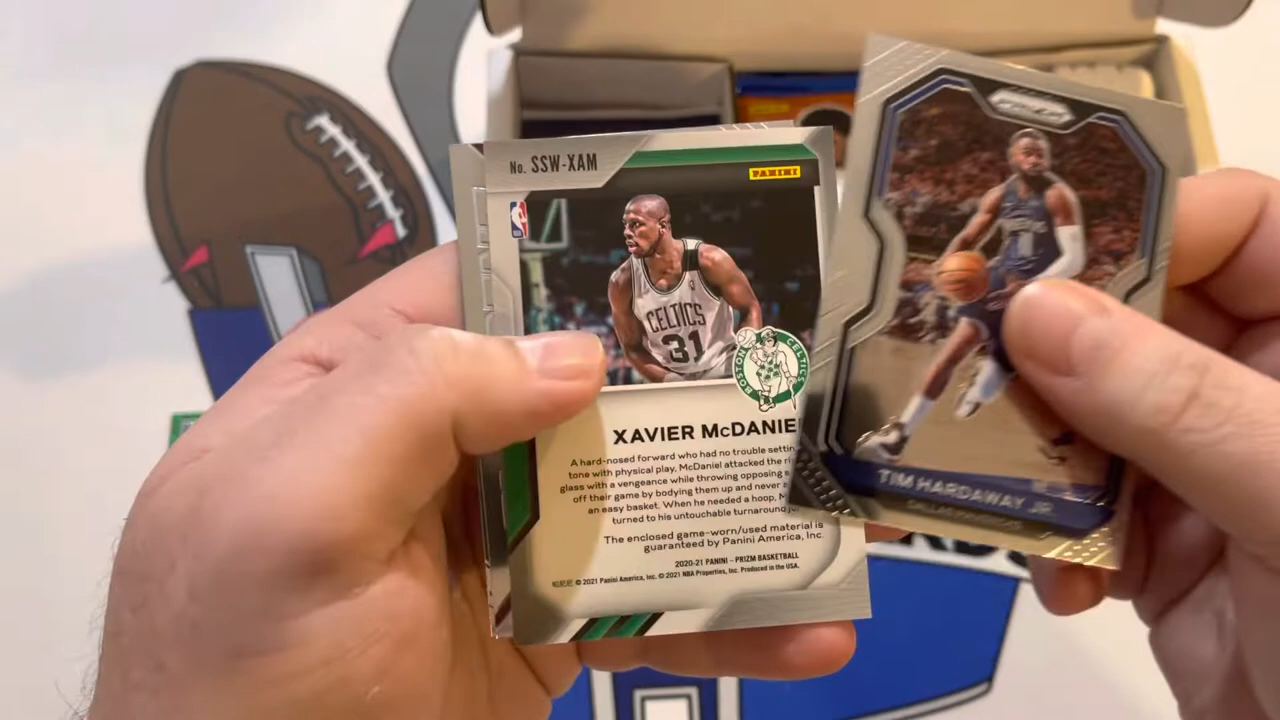 No. SSW-XAM
PANINI
CELTICS
31
BOSTON CELTICS
XAVIER McDANIE
A hard-nosed forward who had no trouble settin
tone with physical play, McDaniel attacked the ri
glass with a vengeance while throwing opposing
off their game by bodying them up and never
an easy basket. When he needed a hoop, M
turned to his untouchable turnaround
The enclosed game-worn/used material is
guaranteed by Panini America, Inc.
2020-21 PANINI – PRIZM BASKETBALL
© 2021 Panini America, Inc. © 2021 NBA Properties, Inc. Produced in the USA.
PRIZM
TIM HARDAWAY JR.
DALLAS MAVERICKS